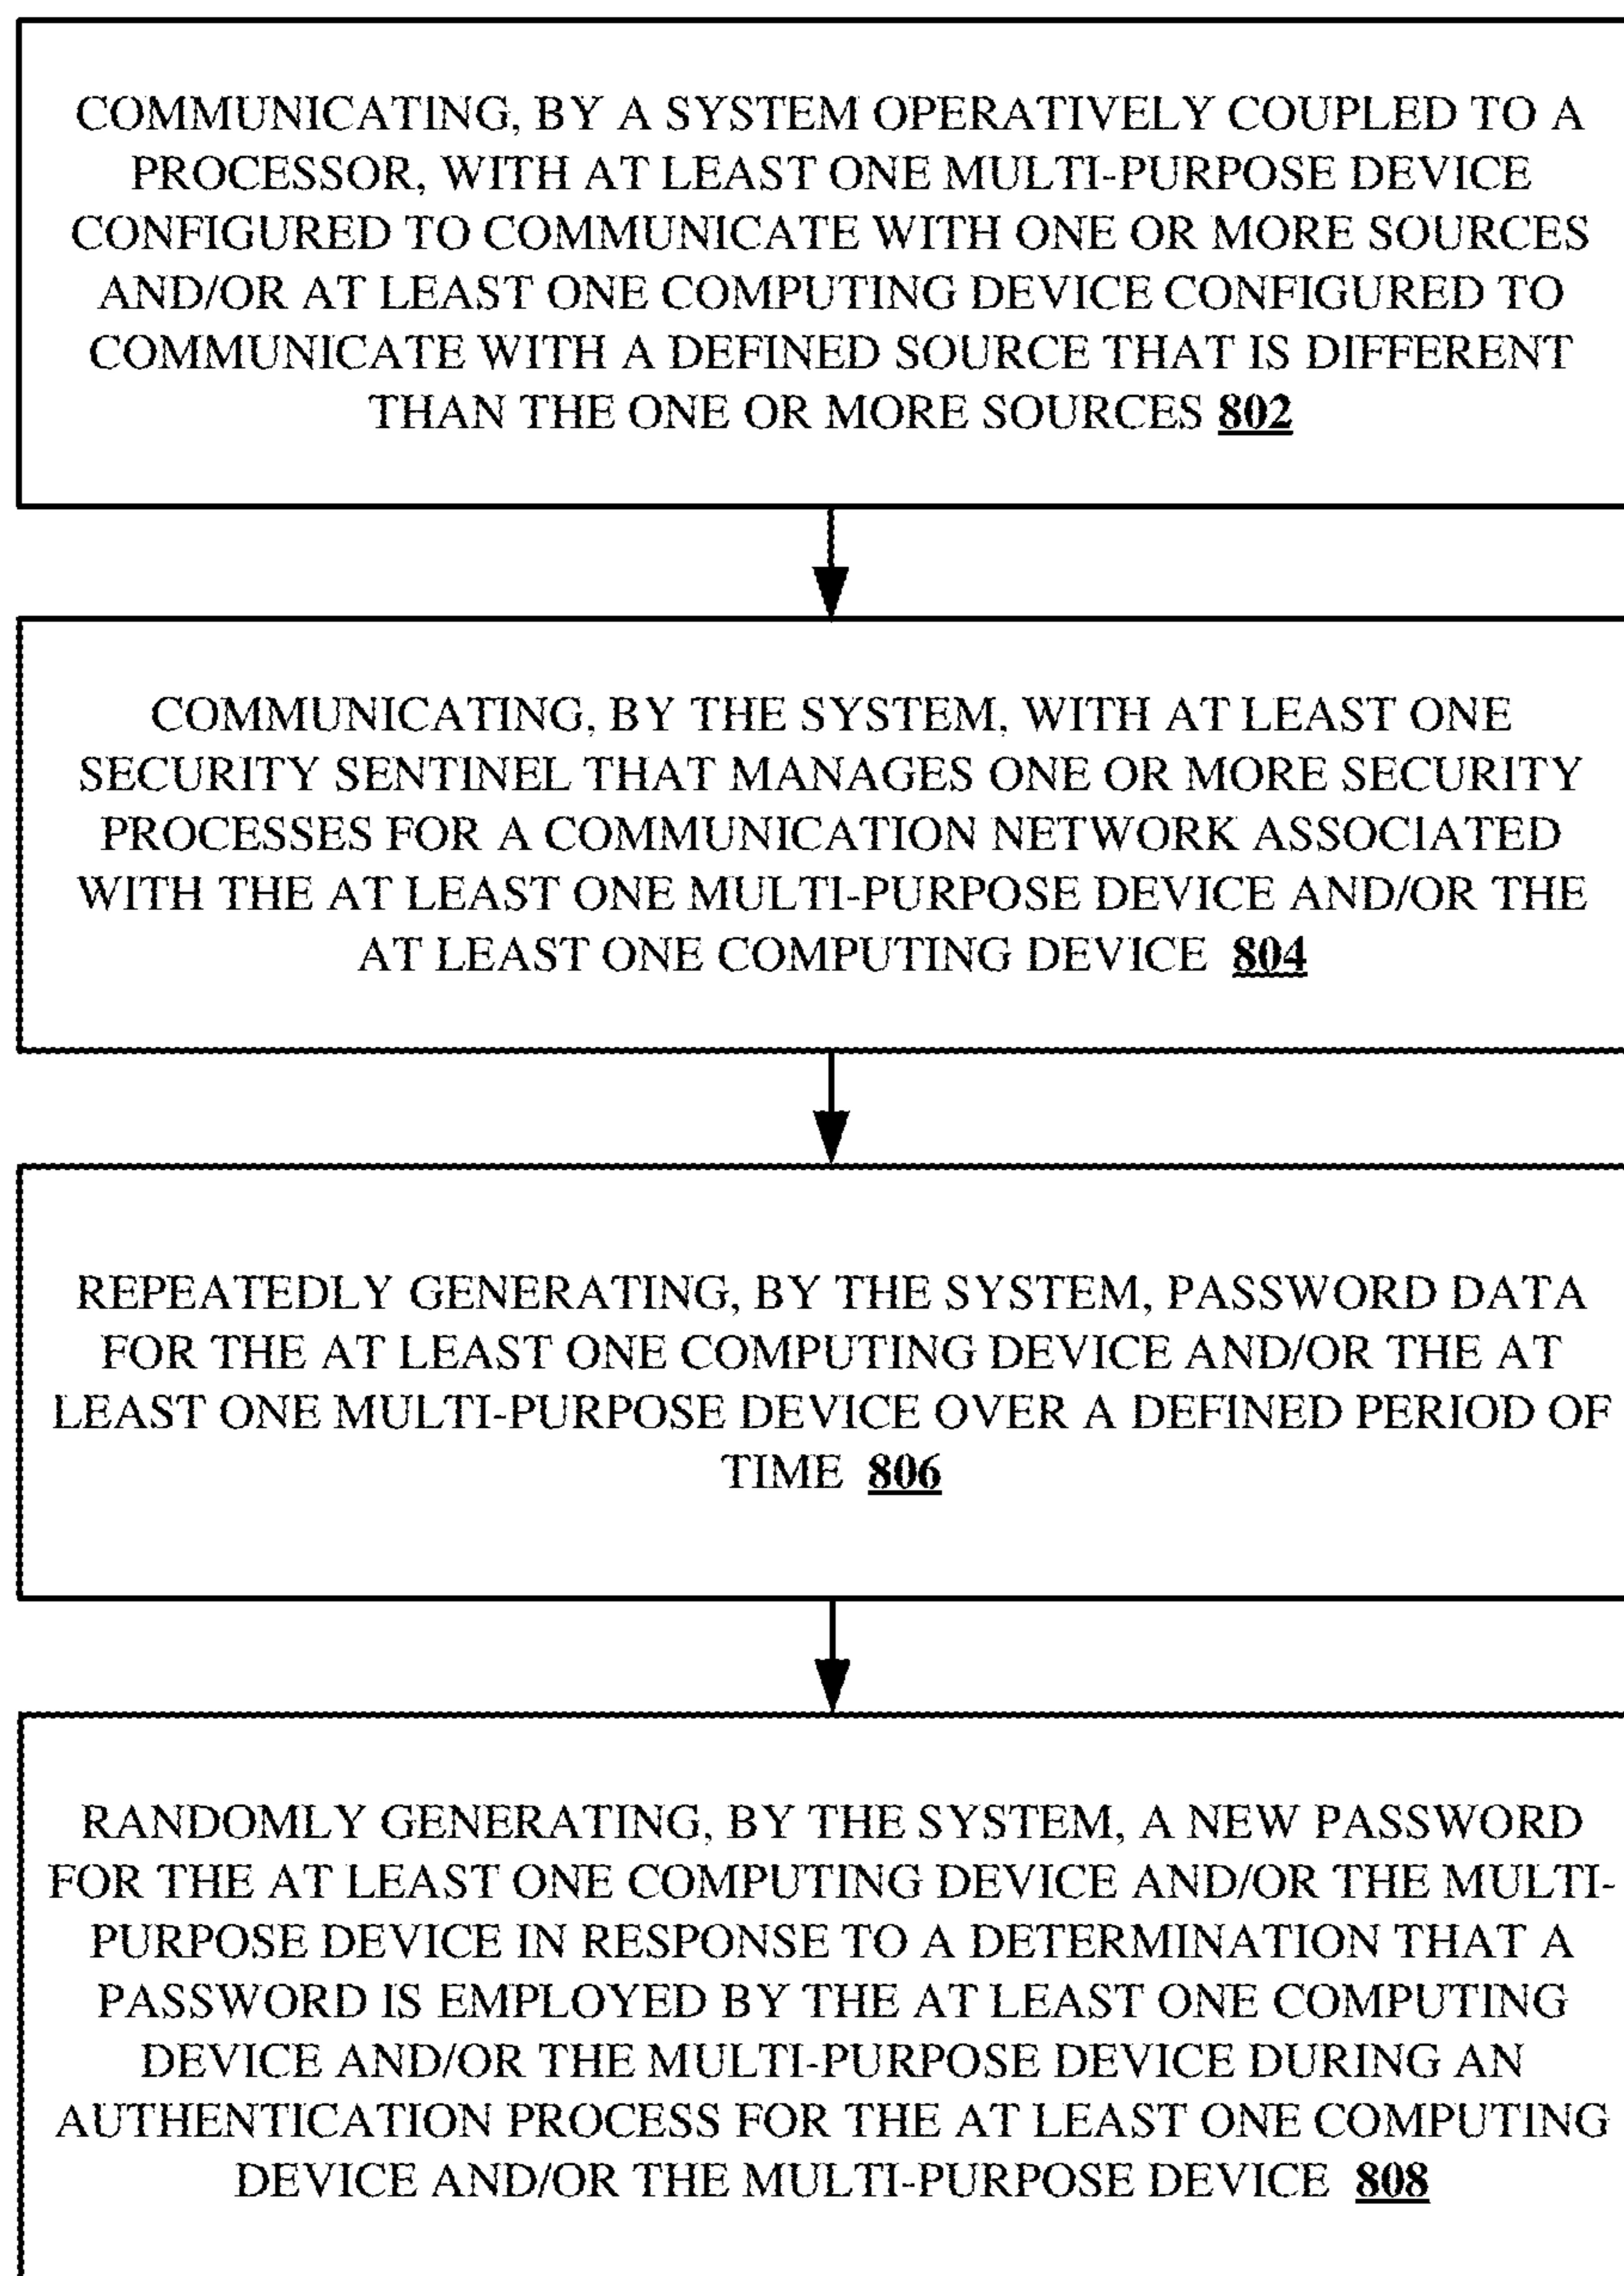 COMMUNICATING, BY A SYSTEM OPERATIVELY COUPLED TO A
PROCESSOR, WITH AT LEAST ONE MULTI-PURPOSE DEVICE
CONFIGURED TO COMMUNICATE WITH ONE OR MORE SOURCES
AND/OR AT LEAST ONE COMPUTING DEVICE CONFIGURED TO
COMMUNICATE WITH A DEFINED SOURCE THAT IS DIFFERENT
THAN THE ONE OR MORE SOURCES 802
COMMUNICATING, BY THE SYSTEM, WITH AT LEAST ONE
SECURITY SENTINEL THAT MANAGES ONE OR MORE SECURITY
PROCESSES FOR A COMMUNICATION NETWORK ASSOCIATED
WITH THE AT LEAST ONE MULTI-PURPOSE DEVICE AND/OR THE
AT LEAST ONE COMPUTING DEVICE 804
REPEATEDLY GENERATING, BY THE SYSTEM, PASSWORD DATA
FOR THE AT LEAST ONE COMPUTING DEVICE AND/OR THE AT
LEAST ONE MULTI-PURPOSE DEVICE OVER A DEFINED PERIOD OF
TIME 806
RANDOMLY GENERATING, BY THE SYSTEM, A NEW PASSWORD
FOR THE AT LEAST ONE COMPUTING DEVICE AND/OR THE MULTI-
PURPOSE DEVICE IN RESPONSE TO A DETERMINATION THAT A
PASSWORD IS EMPLOYED BY THE AT LEAST ONE COMPUTING
DEVICE AND/OR THE MULTI-PURPOSE DEVICE DURING AN
AUTHENTICATION PROCESS FOR THE AT LEAST ONE COMPUTING
DEVICE AND/OR THE MULTI-PURPOSE DEVICE 808